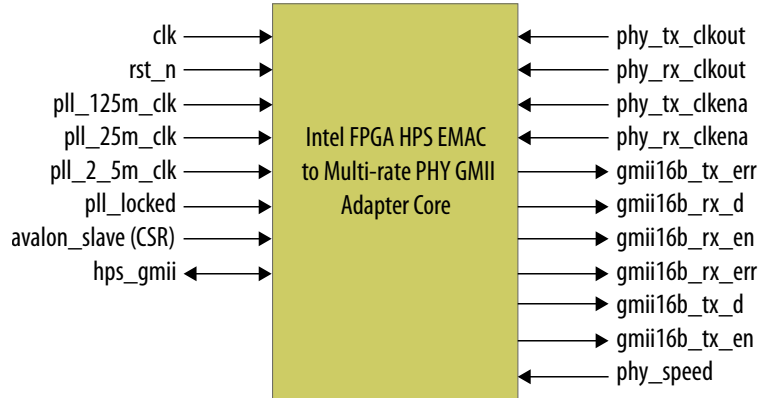 clk
rst_n
pll_125m_clk
pll_25m_clk
pll_2_5m_clk
pll_locked
avalon_slave (CSR)
hps_gmii
Intel FPGA HPS EMAC
to Multi-rate PHY GMII
Adapter Core
phy_tx_clkout
phy_rx_clkout
phy_tx_clkena
phy_rx_clkena
gmii16b_tx_err
gmii16b_rx_d
gmii16b_rx_en
gmii16b_rx_err
gmii16b_tx_d
gmii16b_tx_en
phy_speed